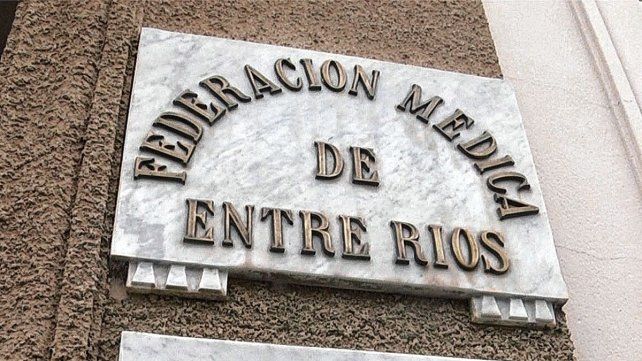 FEDERACION MEDICA
DE
ENTRE RIOS